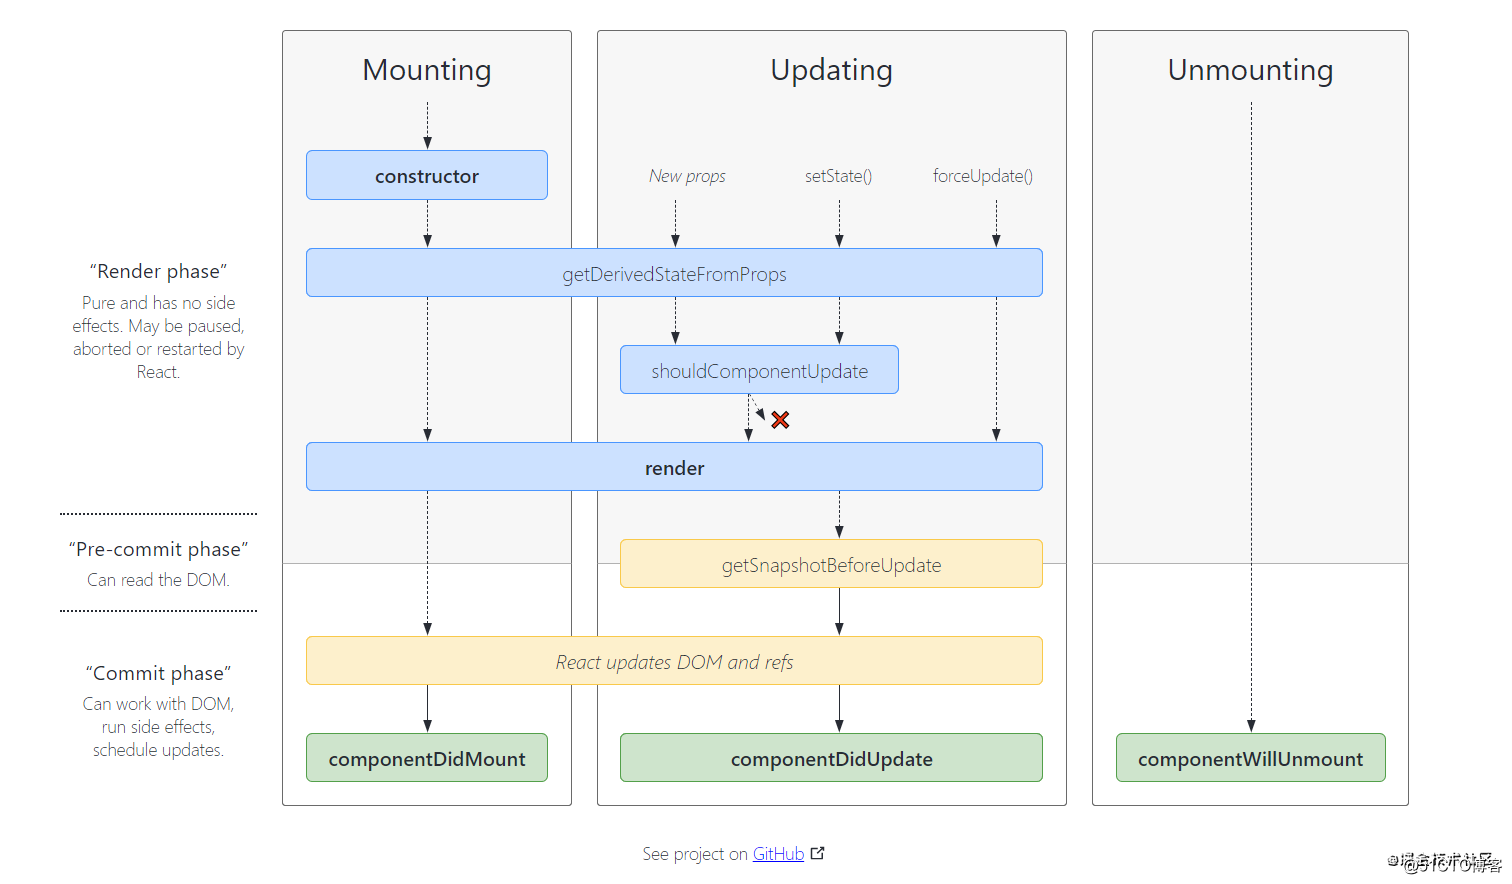 Mounting
Updating
Unmounting
constructor
New props
setState()
forceUpdate()
“Render phase”
Pure and has no side
effects. May be paused,
aborted or restarted by
React.
getDerivedStateFromProps
shouldComponentUpdate
render
“Pre-commit phase”
Can read the DOM.
getSnapshotBeforeUpdate
“Commit phase”
Can work with DOM,
run side effects,
schedule updates.
React updates DOM and refs
componentDidMount
componentDidUpdate
componentWillUnmount
See project on GitHub
@51CTO博客